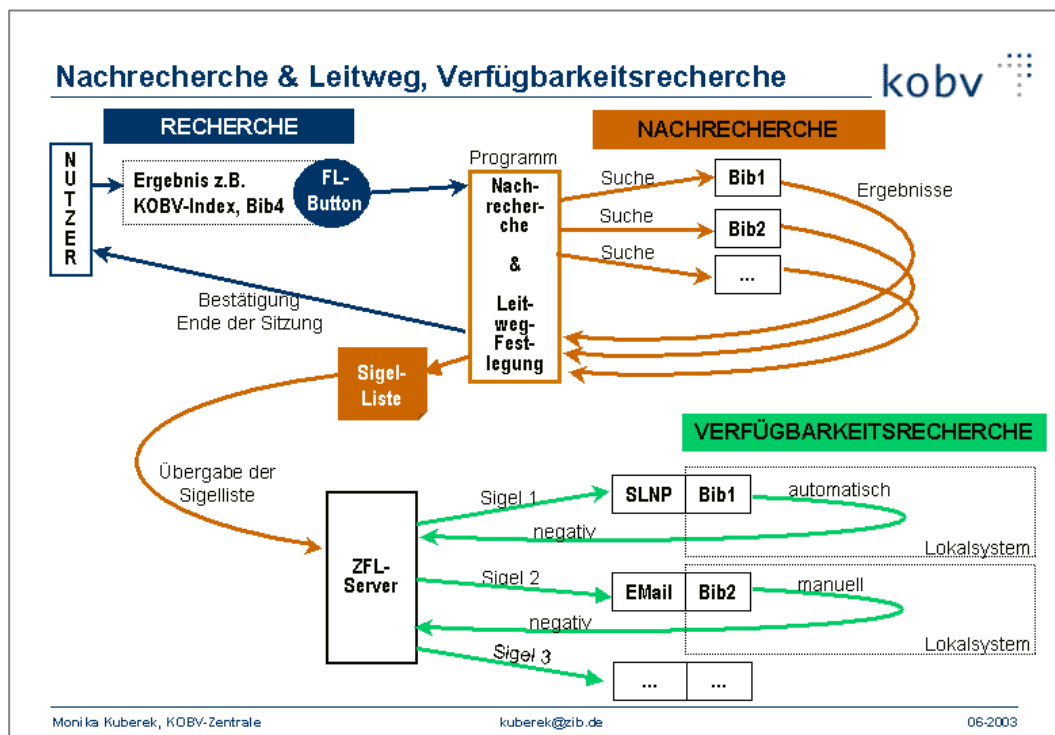 Nachrecherche & Leitweg, Verfügbarkeitsrecherche
kobv
RECHERCHE
NACHRECHERCHE
NUTZER
Ergebnis z.B.
KOBV-Index, Bib4
FL-
Button
Programm
Nach-
recher-
che
&
Leit-
weg-
Fest-
legung
Suche
Bib1
Ergebnisse
Suche
Bib2
Suche
...
Bestätigung
Ende der Sitzung
Sigel-
Liste
VERFÜGBARKEITSRECHERCHE
Übergabe der
Sigelliste
ZFL-
Server
Sigel 1
SLNP
Bib1
automatisch
negativ
Lokalsystem
Sigel 2
EMail
Bib2
manuell
negativ
Lokalsystem
Sigel 3
...
...
Monika Kuberek, KOBV-Zentrale
kuberek@zib.de
06-2003